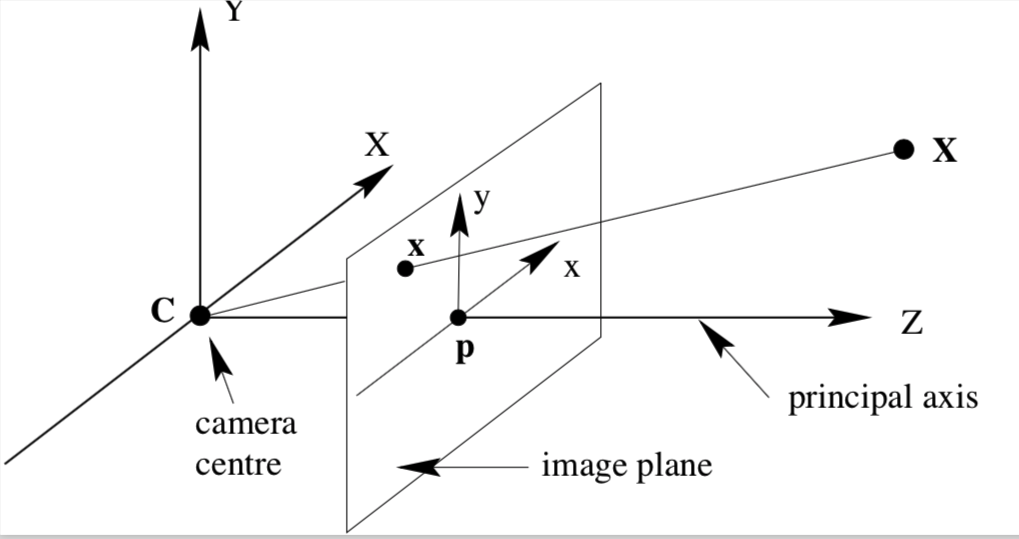 Y
X
X
y
x
x
C
Z
p
principal axis
camera
centre
image plane